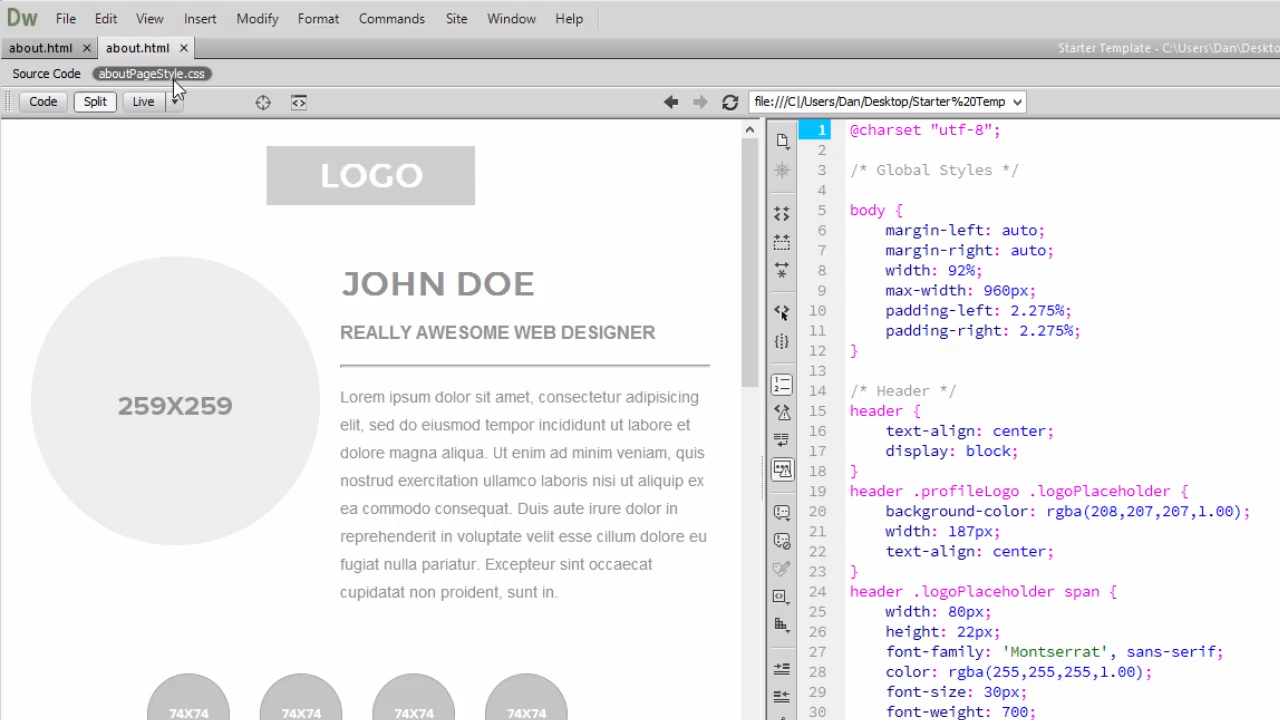 Dw File Edit View Insert Modify Format Commands Site Window Help
about.html × about.html × Starter Template - C:\Users\Dan\Deskto
Source Code aboutPageStyle.css
Code Split Live file:///C|/Users/Dan/Desktop/Starter%20Temp
LOGO
JOHN DOE
REALLY AWESOME WEB DESIGNER
259X259
Lorem ipsum dolor sit amet, consectetur adipisicing
elit, sed do eiusmod tempor incididunt ut labore et
dolore magna aliqua. Ut enim ad minim veniam, quis
nostrud exercitation ullamco laboris nisi ut aliquip ex
ea commodo consequat. Duis aute irure dolor in
reprehenderit in voluptate velit esse cillum dolore eu
fugiat nulla pariatur. Excepteur sint occaecat
cupidatat non proident, sunt in.
74X74 74X74 74X74 74X74
1 @charset "utf-8";
2
3 /* Global Styles */
4
5 body {
6 margin-left: auto;
7 margin-right: auto;
8 width: 92%;
9 max-width: 960px;
10 padding-left: 2.275%;
11 padding-right: 2.275%;
12 }
13
14 /* Header */
15 header {
16 text-align: center;
17 display: block;
18 }
19 header .profileLogo .logoPlaceholder {
20 background-color: rgba(208,207,207,1.00);
21 width: 187px;
22 text-align: center;
23 }
24 header .logoPlaceholder span {
25 width: 80px;
26 height: 22px;
27 font-family: 'Montserrat', sans-serif;
28 color: rgba(255,255,255,1.00);
29 font-size: 30px;
30 font-weight: 700;